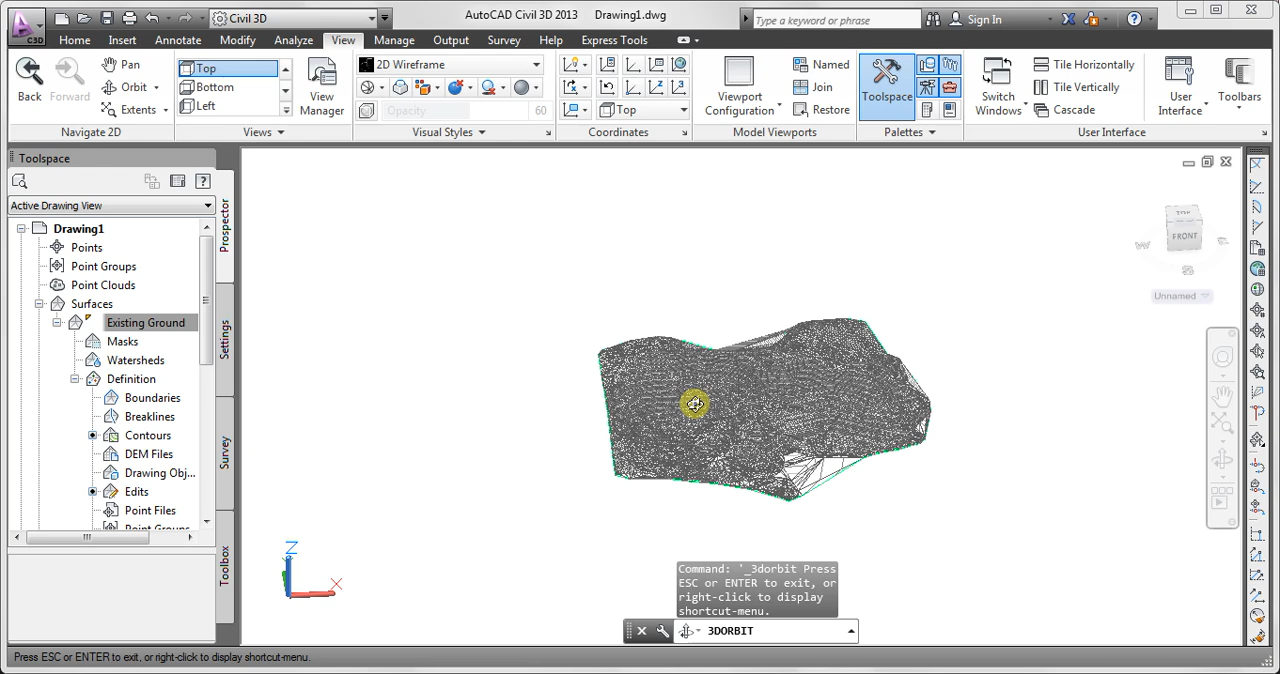 Civil 3D
AutoCAD Civil 3D 2013
Drawing1.dwg
Type a keyword or phrase
Sign In
C3D
Home
Insert
Annotate
Modify
Analyze
View
Manage
Output
Survey
Help
Express Tools
Back
Forward
Pan
Orbit
Extents
Navigate 2D
Top
Bottom
Left
View
Manager
Views
2D Wireframe
Opacity
60
Visual Styles
Top
Coordinates
Viewport
Configuration
Named
Join
Restore
Model Viewports
Toolspace
Palettes
Switch
Windows
Tile Horizontally
Tile Vertically
Cascade
User
Interface
Toolbars
User Interface
Toolspace
Active Drawing View
Drawing1
Points
Point Groups
Point Clouds
Surfaces
Existing Ground
Masks
Watersheds
Definition
Boundaries
Breaklines
Contours
DEM Files
Drawing Obj...
Edits
Point Files
Point Groups
Prospector
Settings
Survey
Toolbox
TOP
FRONT
W
E
S
Unnamed
Z
X
Command: '_3dorbit Press
ESC or ENTER to exit, or
right-click to display
shortcut-menu.
3DORBIT
Press ESC or ENTER to exit, or right-click to display shortcut-menu.